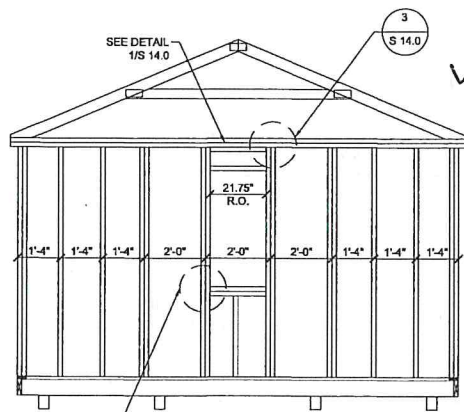 3
S 14.0
SEE DETAIL
1/S 14.0
21.75"
R.O.
1'-4" 1'-4" 1'-4" 2'-0" 2'-0" 2'-0" 1'-4" 1'-4" 1'-4"